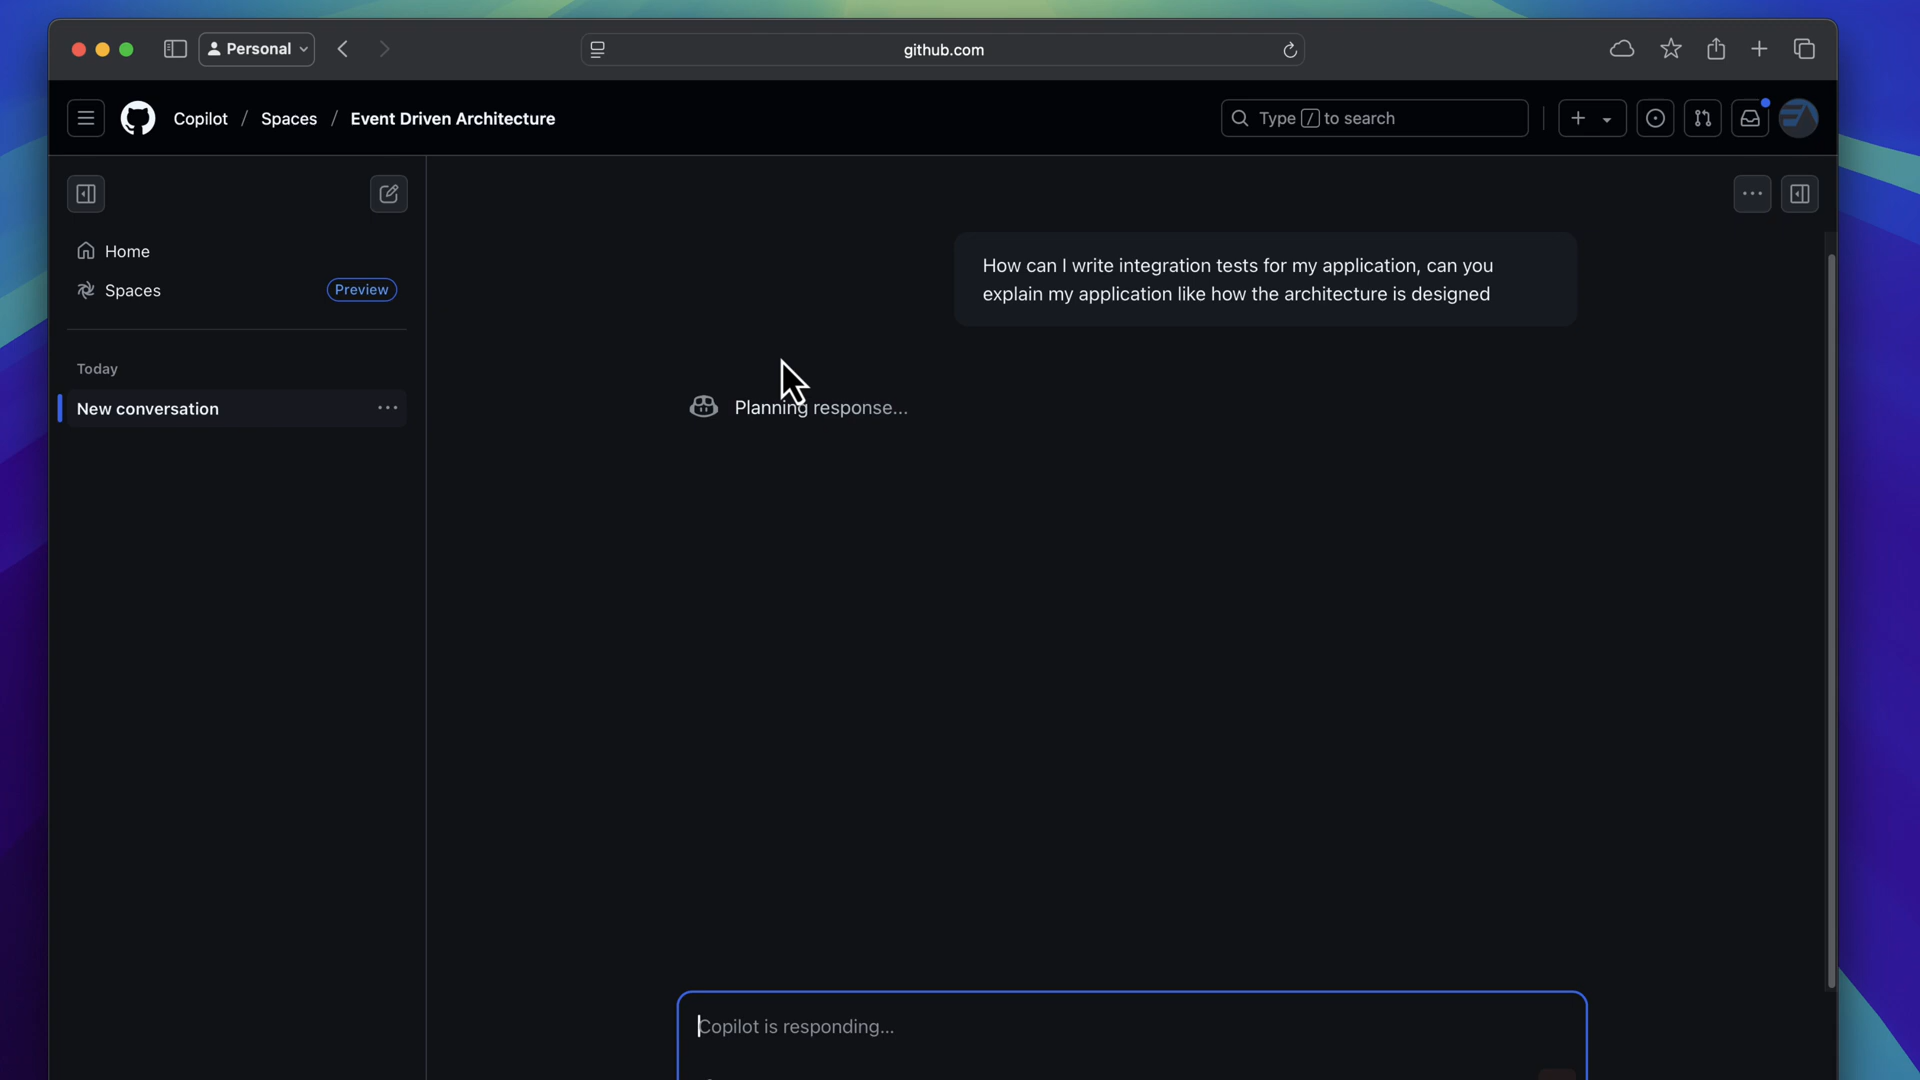 Personal
github.com
Copilot / Spaces / Event Driven Architecture
Type / to search
Home
Spaces
Preview
Today
New conversation
How can I write integration tests for my application, can you
explain my application like how the architecture is designed
Planning response...
Copilot is responding...